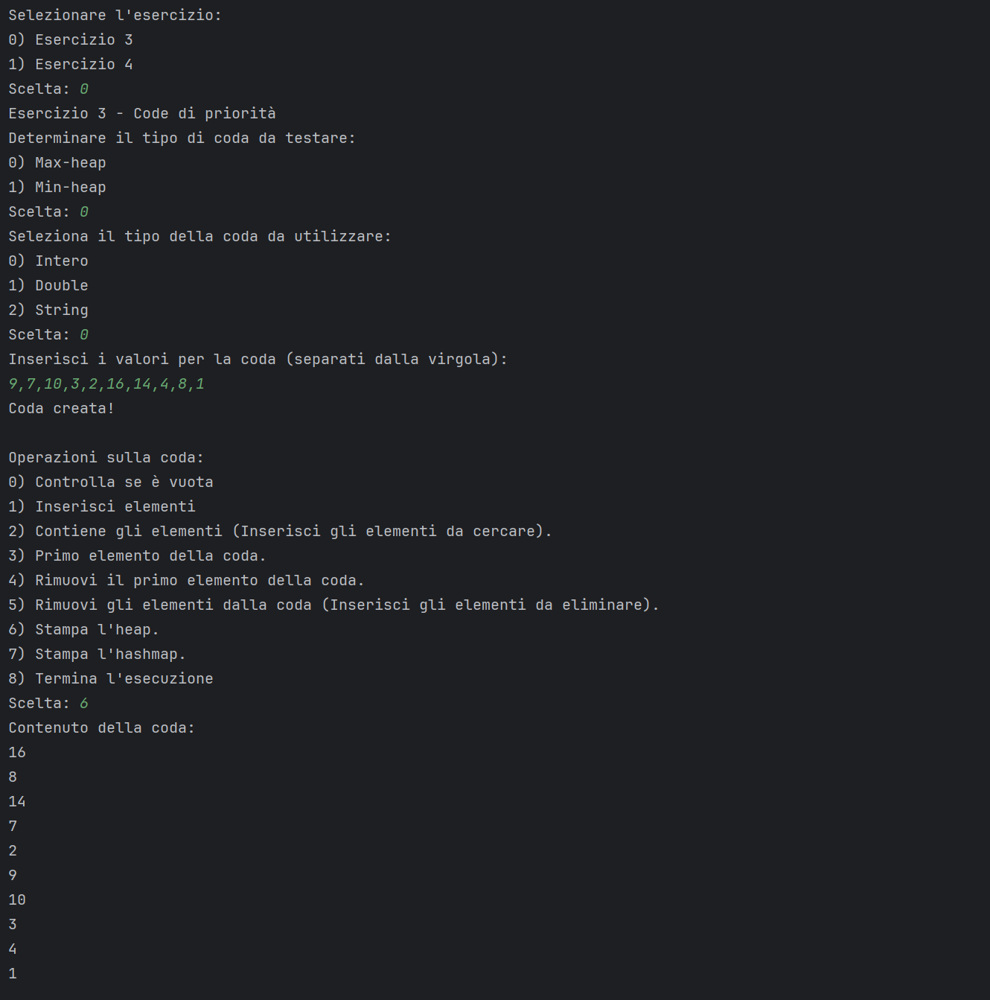 Selezionare l'esercizio:
0) Esercizio 3
1) Esercizio 4
Scelta: 0
Esercizio 3 - Code di priorità
Determinare il tipo di coda da testare:
0) Max-heap
1) Min-heap
Scelta: 0
Seleziona il tipo della coda da utilizzare:
0) Intero
1) Double
2) String
Scelta: 0
Inserisci i valori per la coda (separati dalla virgola):
9,7,10,3,2,16,14,4,8,1
Coda creata!

Operazioni sulla coda:
0) Controlla se è vuota
1) Inserisci elementi
2) Contiene gli elementi (Inserisci gli elementi da cercare).
3) Primo elemento della coda.
4) Rimuovi il primo elemento della coda.
5) Rimuovi gli elementi dalla coda (Inserisci gli elementi da eliminare).
6) Stampa l'heap.
7) Stampa l'hashmap.
8) Termina l'esecuzione
Scelta: 6
Contenuto della coda:
16
8
14
7
2
9
10
3
4
1